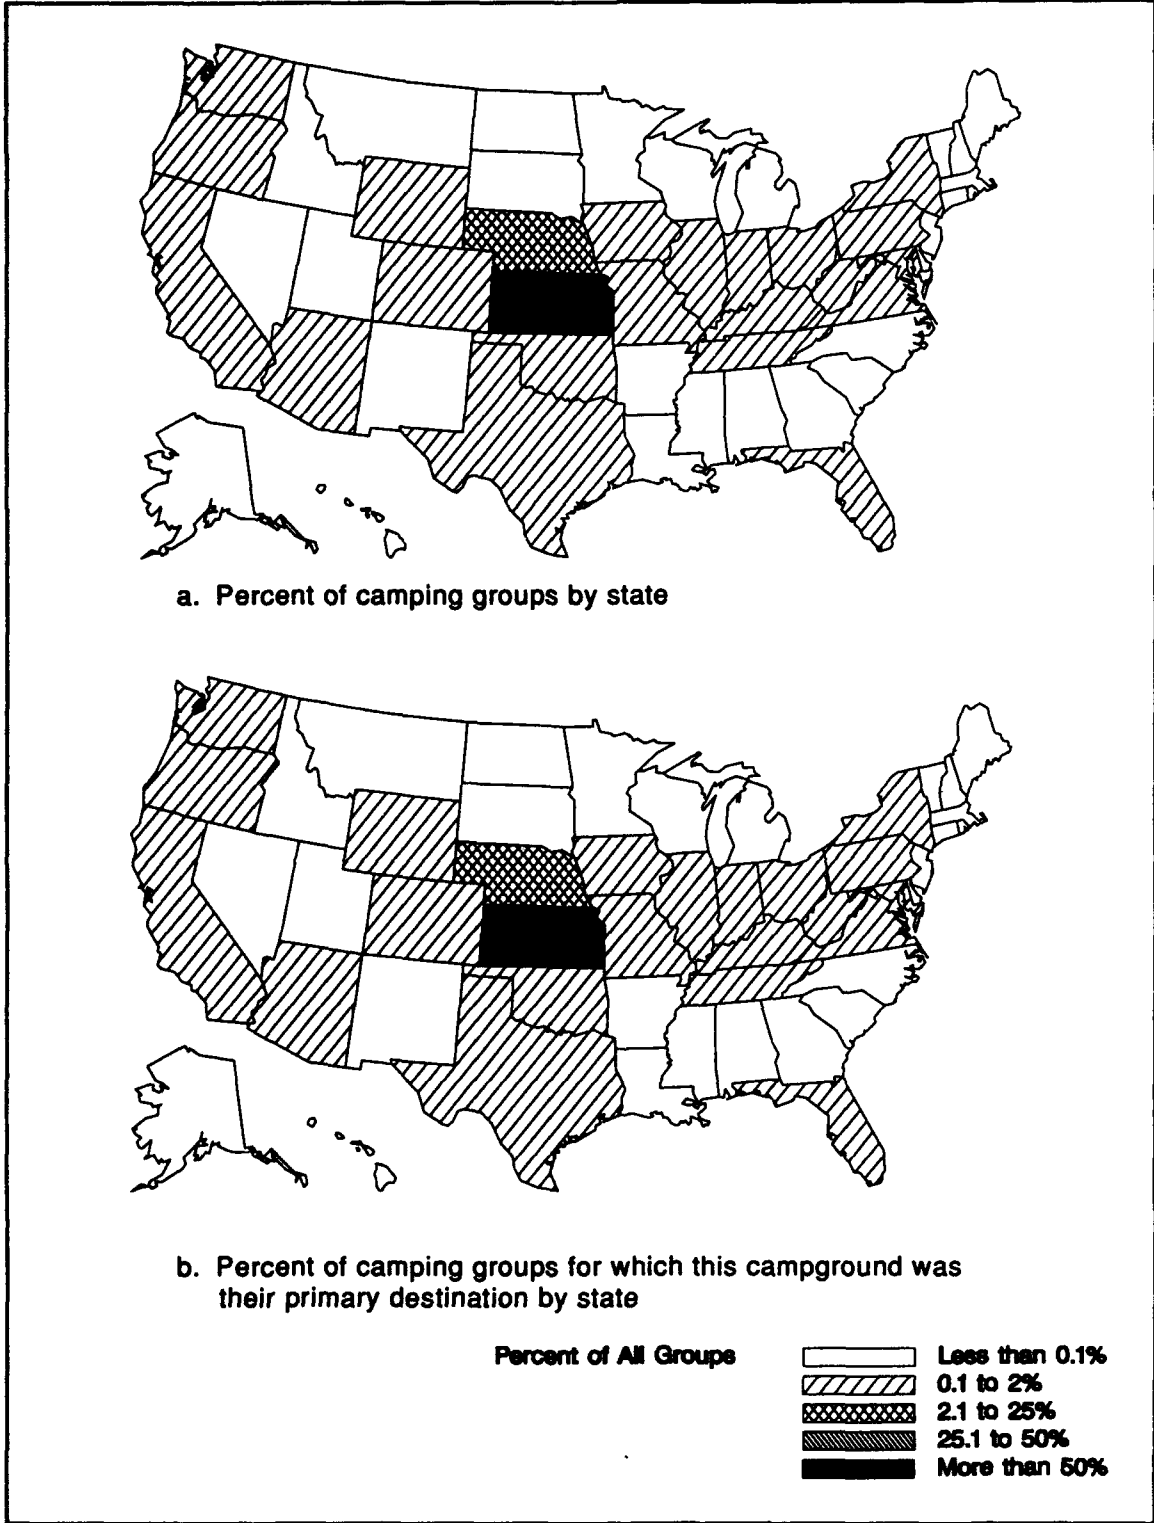 a. Percent of camping groups by state
b. Percent of camping groups for which this campground was
their primary destination by state
Percent of All Groups
Less than 0.1%
0.1 to 2%
2.1 to 25%
25.1 to 50%
More than 50%